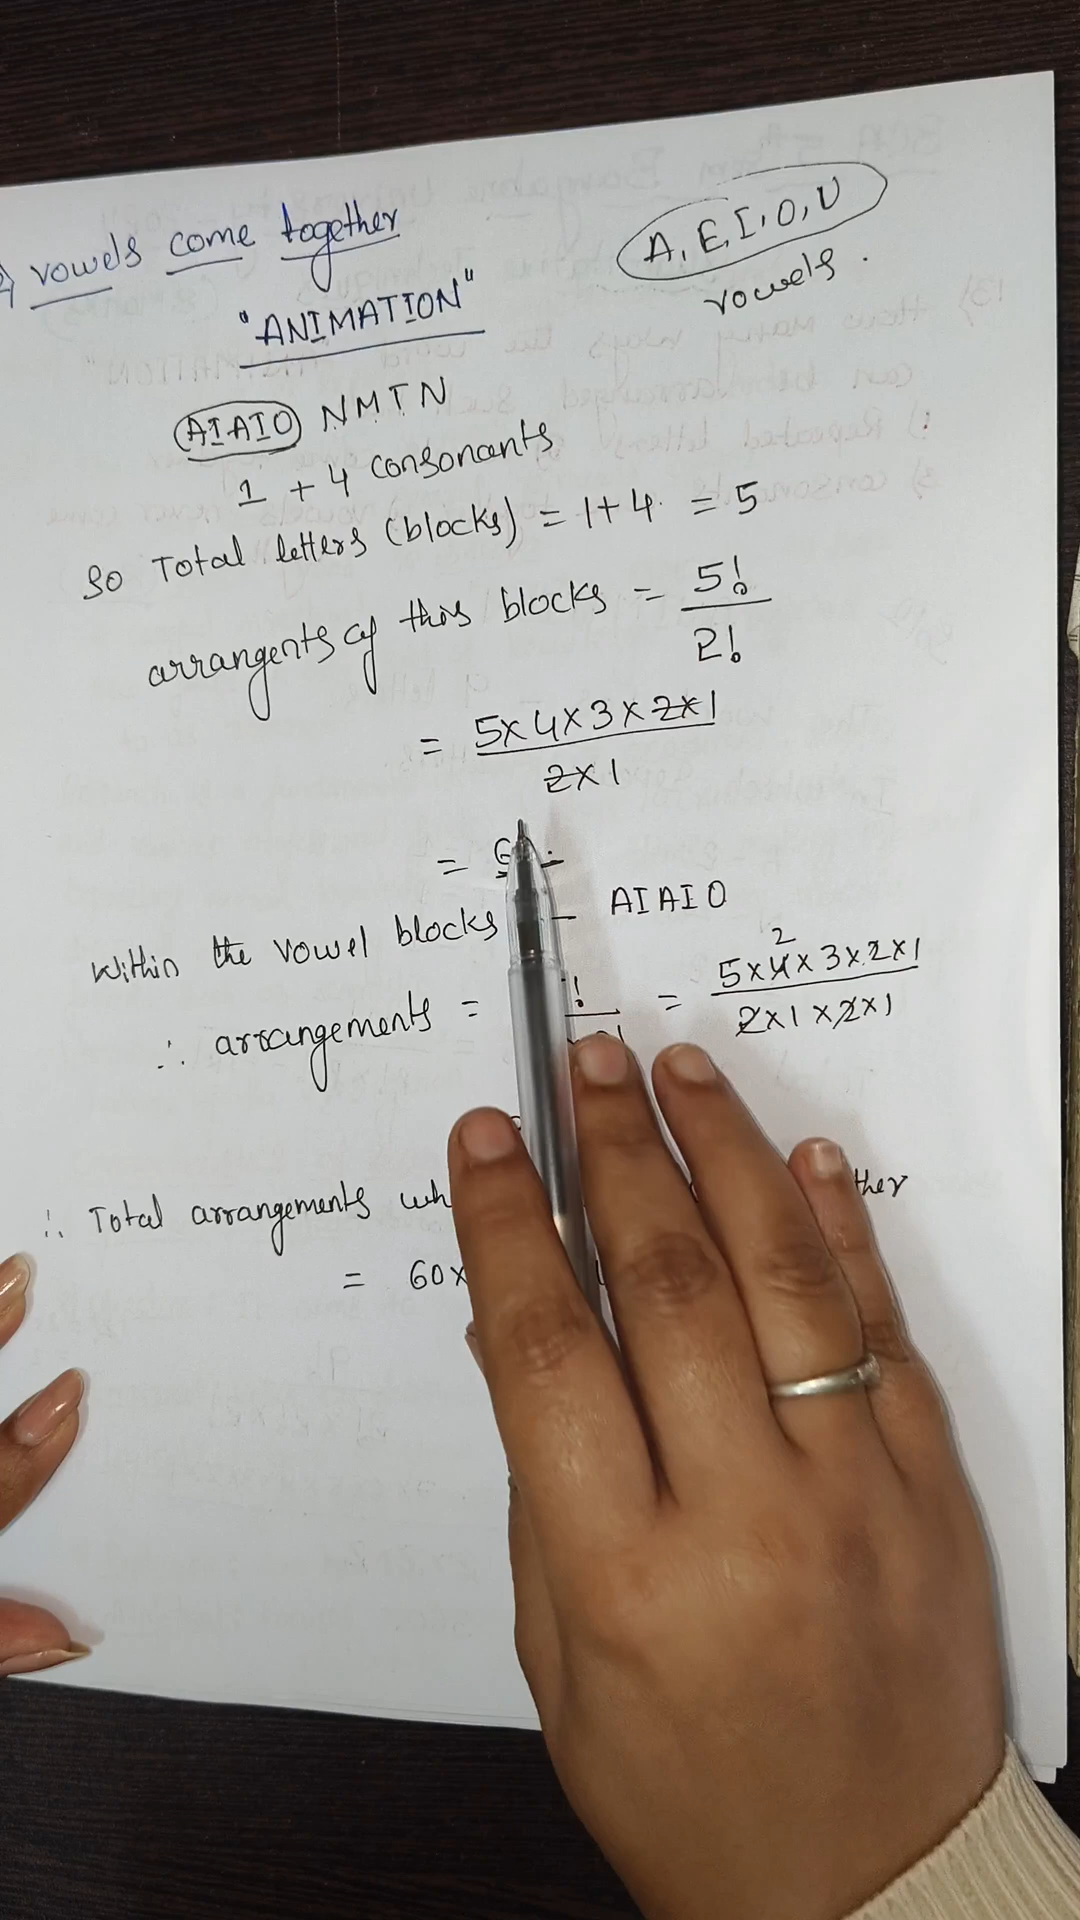 vowels come together
A, E, I, O, U
vowels.
"ANIMATION"
AIAIO NMTN
1 + 4 consonants
So Total letters (blocks) = 1+4 = 5
arrangents of this blocks = 5!
2!
= 5×4×3×2×1
2×1
=
Within the vowel blocks – AIAIO
2
∴ arrangements = ! = 5×4×3×2×1
2×1×2×1
∴ Total arrangements
= 60×